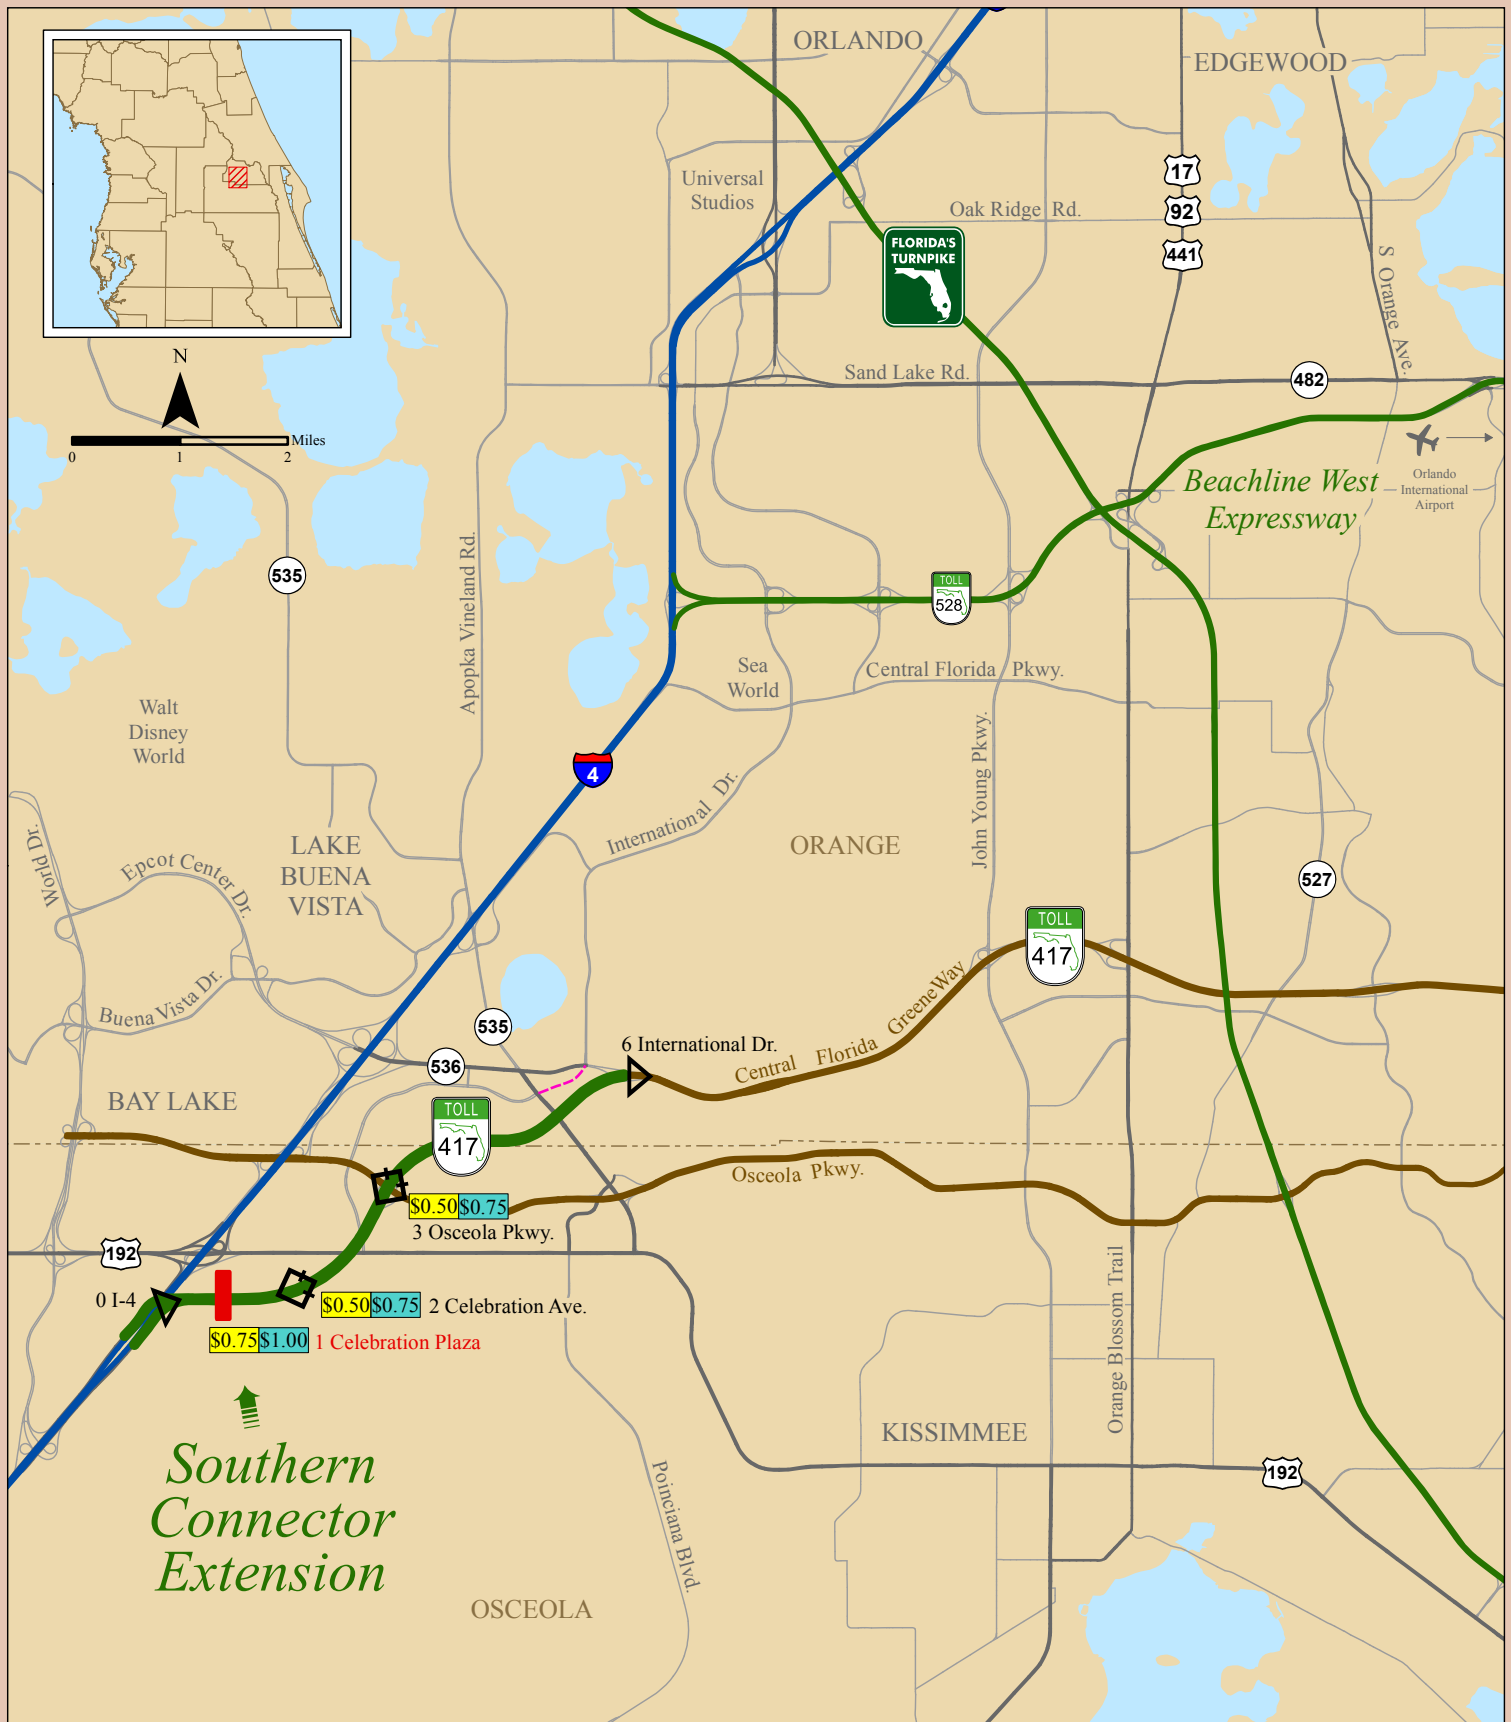 ORLANDO
EDGEWOOD
Universal
Studios
17
92
441
Oak Ridge Rd.
FLORIDA'S
TURNPIKE
S Orange Ave.
N
Miles
0 1 2
Sand Lake Rd.
482
Beachline West
Expressway
Orlando
International
Airport
535
Apopka Vineland Rd.
TOLL
528
Sea
World
Central Florida Pkwy.
Walt
Disney
World
4
International Dr.
John Young Pkwy.
ORANGE
World Dr.
Epcot Center Dr.
LAKE
BUENA
VISTA
527
TOLL
417
Buena Vista Dr.
535
536
6 International Dr.
Central Florida GreeneWay
BAY LAKE
TOLL
417
Osceola Pkwy.
$0.50 $0.75
3 Osceola Pkwy.
192
0 I-4
$0.50 $0.75 2 Celebration Ave.
$0.75 $1.00 1 Celebration Plaza
Orange Blossom Trail
Southern
Connector
Extension
KISSIMMEE
192
Poinciana Blvd.
OSCEOLA